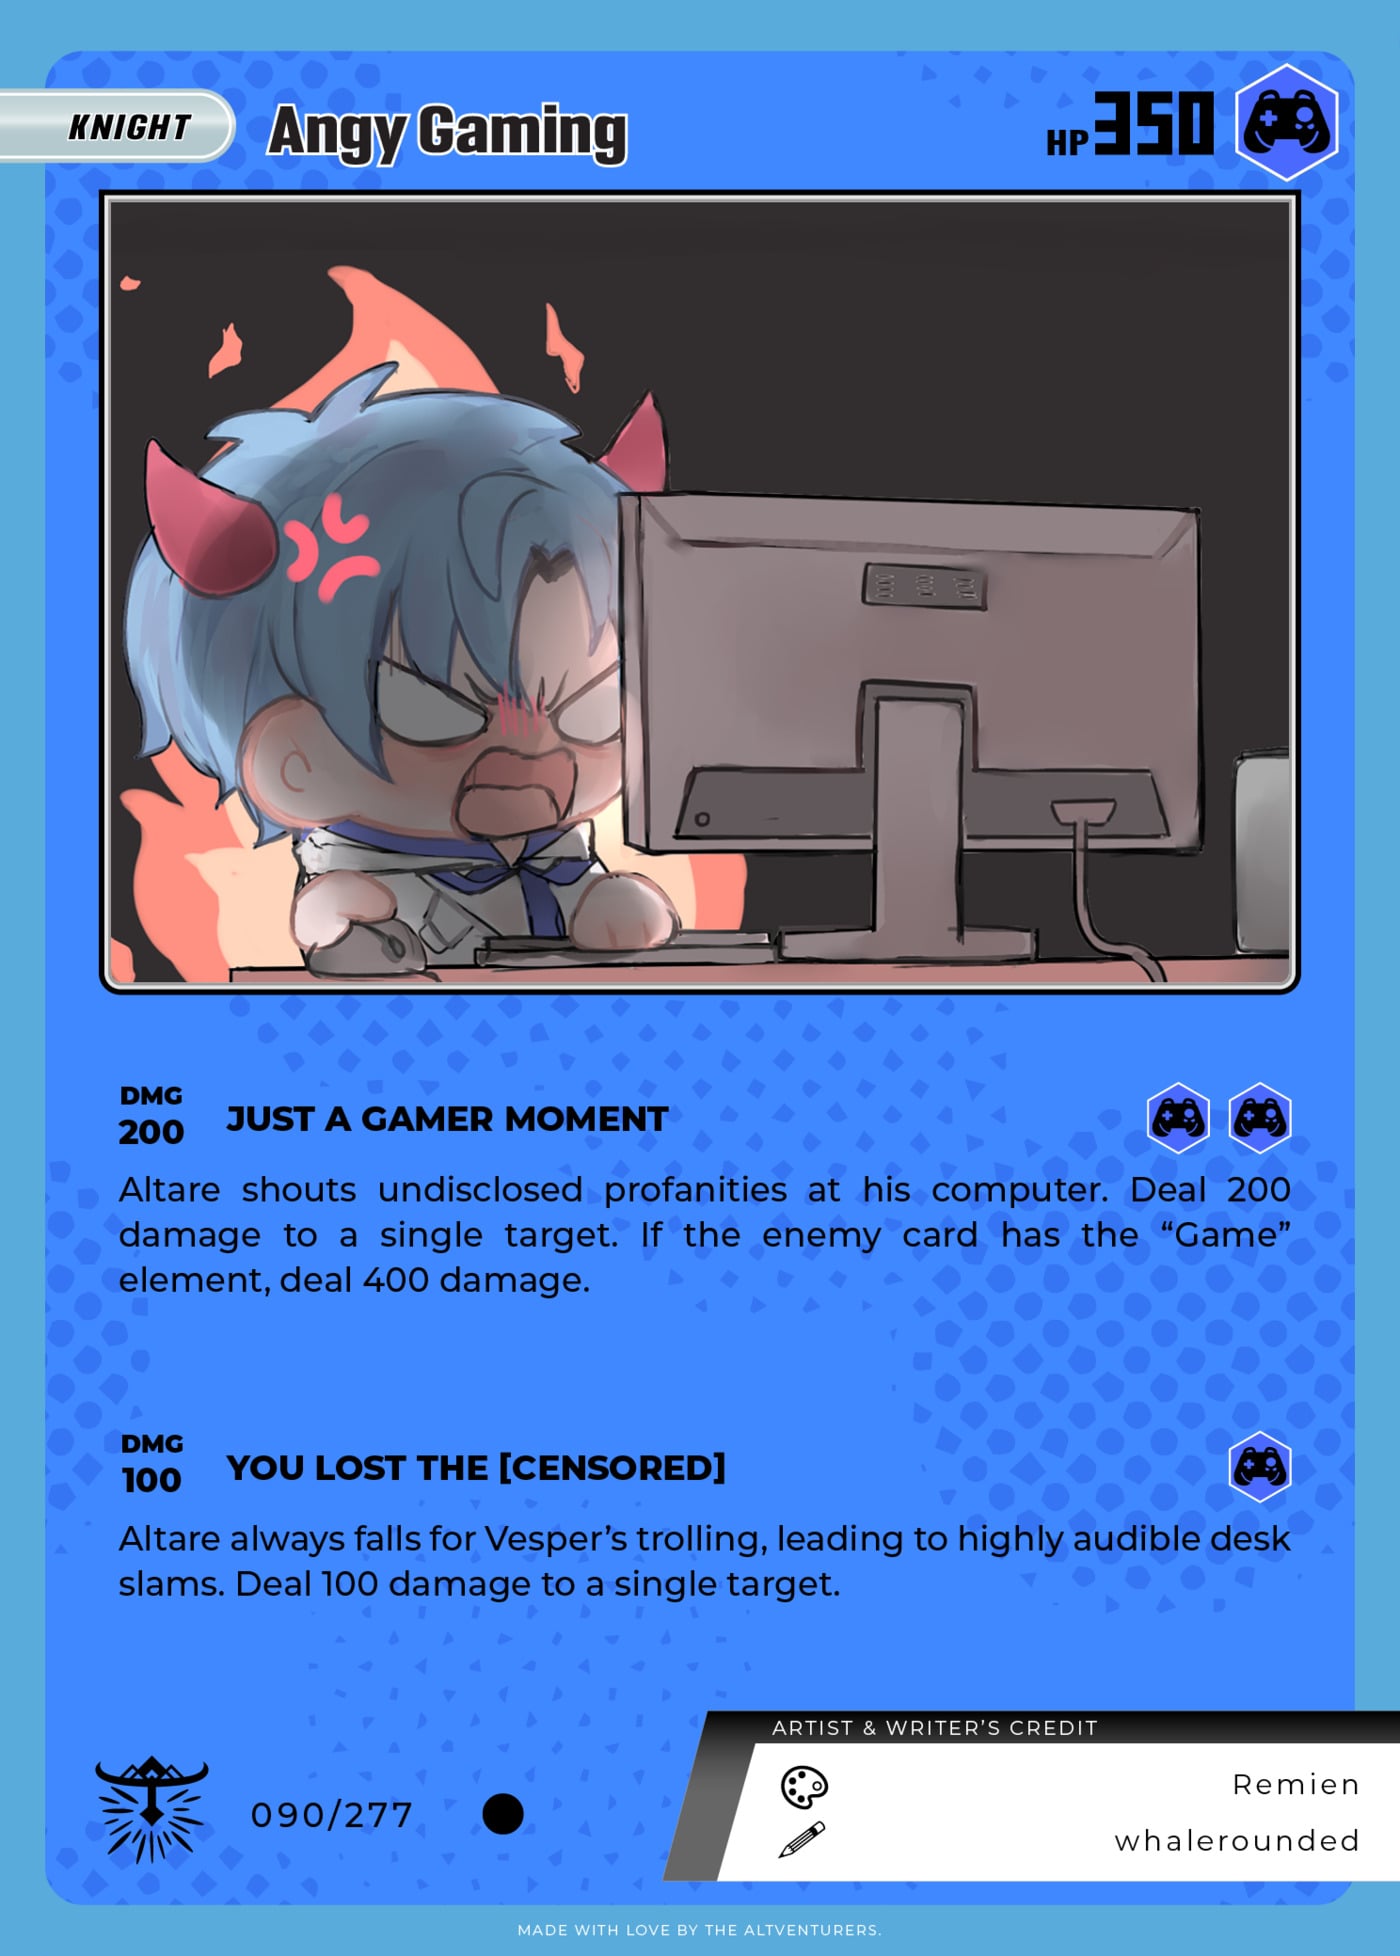 KNIGHT
Angy Gaming
HP 350
DMG
200
JUST A GAMER MOMENT
Altare shouts undisclosed profanities at his computer. Deal 200
damage to a single target. If the enemy card has the “Game”
element, deal 400 damage.
DMG
100
YOU LOST THE [CENSORED]
Altare always falls for Vesper’s trolling, leading to highly audible desk
slams. Deal 100 damage to a single target.
ARTIST & WRITER’S CREDIT
Remien
whalerounded
090/277
MADE WITH LOVE BY THE ALTVENTURERS.